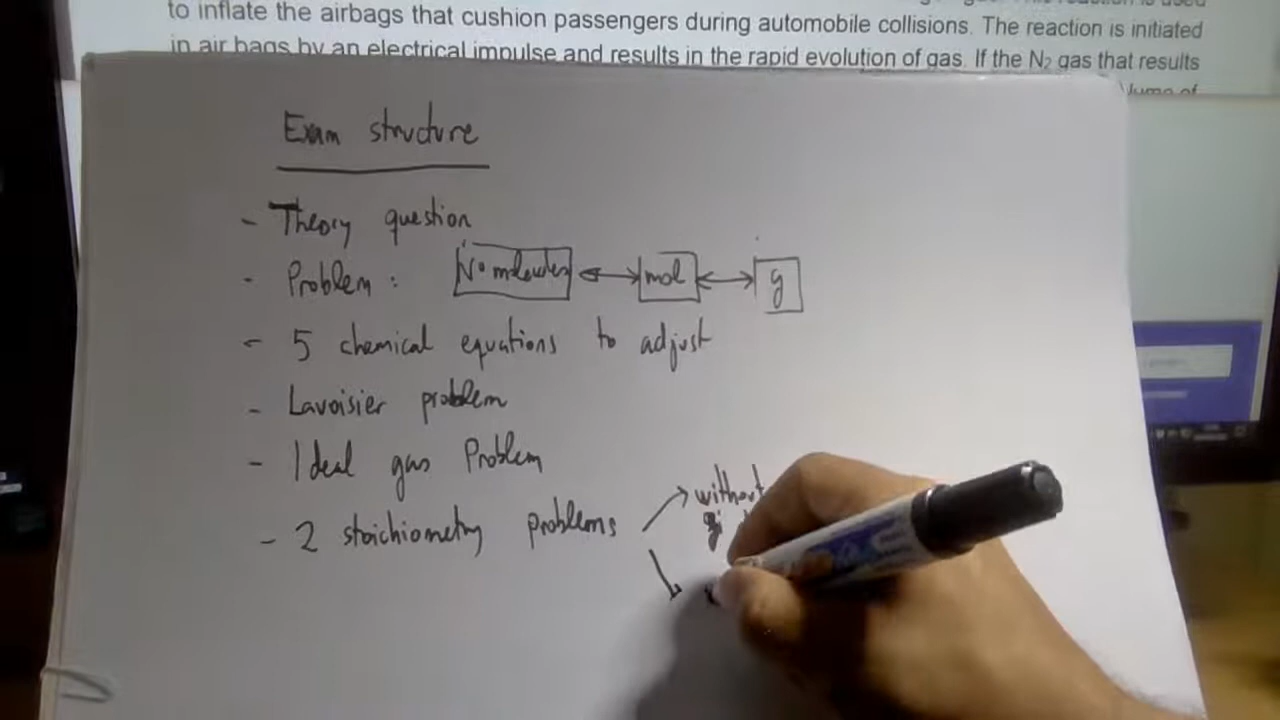 to inflate the airbags that cushion passengers during automobile collisions. The reaction is initiated
in air bags by an electrical impulse and results in the rapid evolution of gas. If the N₂ gas that results
Exam structure
- Theory question
- Problem: Nº molecules ↔ mol ↔ g
- 5 chemical equations to adjust
- Lavoisier problem
- Ideal gas Problem
- 2 stoichiometry problems → without